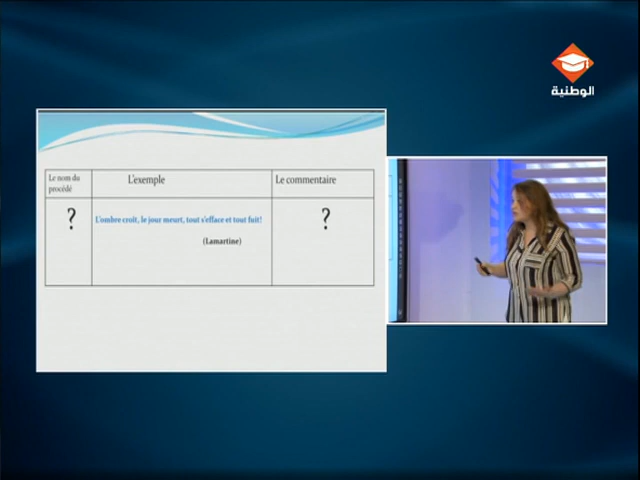 الوطنية
Le nom du
procédé
L'exemple
Le commentaire
?
L'ombre croît, le jour meurt, tout s'efface et tout fuit!
(Lamartine)
?